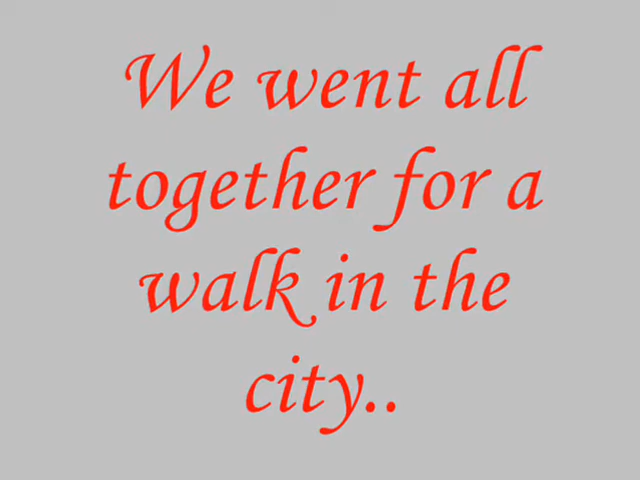 We went all
together for a
walk in the
city..